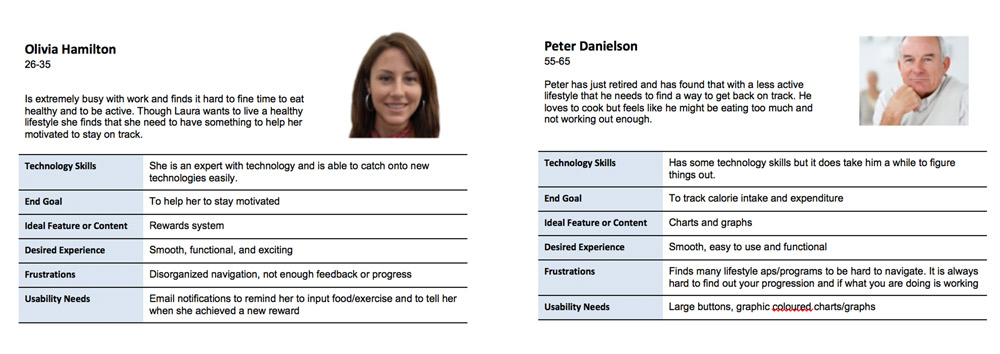 Olivia Hamilton
26-35
Is extremely busy with work and finds it hard to fine time to eat
healthy and to be active. Though Laura wants to live a healthy
lifestyle she finds that she need to have something to help her
motivated to stay on track.
Technology Skills She is an expert with technology and is able to catch onto new
technologies easily.
End Goal To help her to stay motivated
Ideal Feature or Content Rewards system
Desired Experience Smooth, functional, and exciting
Frustrations Disorganized navigation, not enough feedback or progress
Usability Needs Email notifications to remind her to input food/exercise and to tell her
when she achieved a new reward
Peter Danielson
55-65
Peter has just retired and has found that with a less active
lifestyle that he needs to find a way to get back on track. He
loves to cook but feels like he might be eating too much and
not working out enough.
Technology Skills Has some technology skills but it does take him a while to figure
things out.
End Goal To track calorie intake and expenditure
Ideal Feature or Content Charts and graphs
Desired Experience Smooth, easy to use and functional
Frustrations Finds many lifestyle aps/programs to be hard to navigate. It is always
hard to find out your progression and if what you are doing is working
Usability Needs Large buttons, graphic coloured charts/graphs